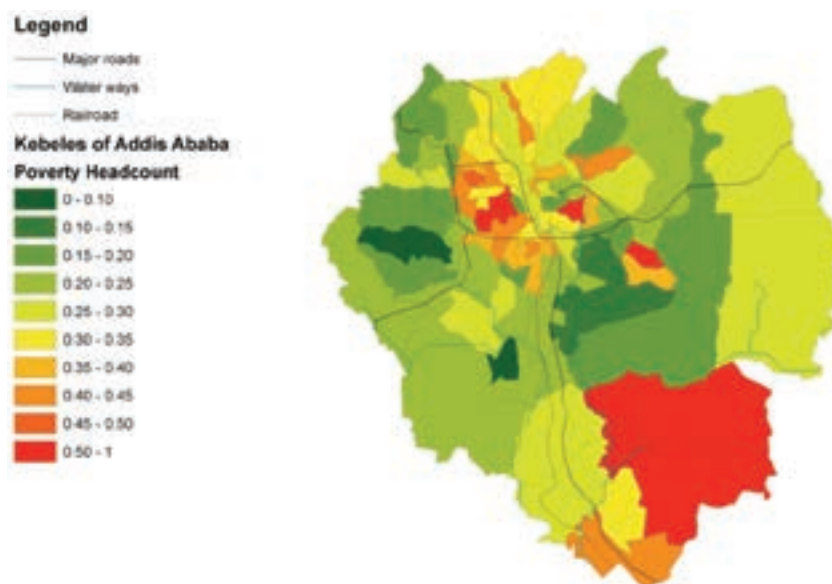 Legend
Major roads
Water ways
Railroad
Kebeles of Addis Ababa
Poverty Headcount
0 - 0.10
0.10 - 0.15
0.15 - 0.20
0.20 - 0.25
0.25 - 0.30
0.30 - 0.35
0.35 - 0.40
0.40 - 0.45
0.45 - 0.50
0.50 - 1